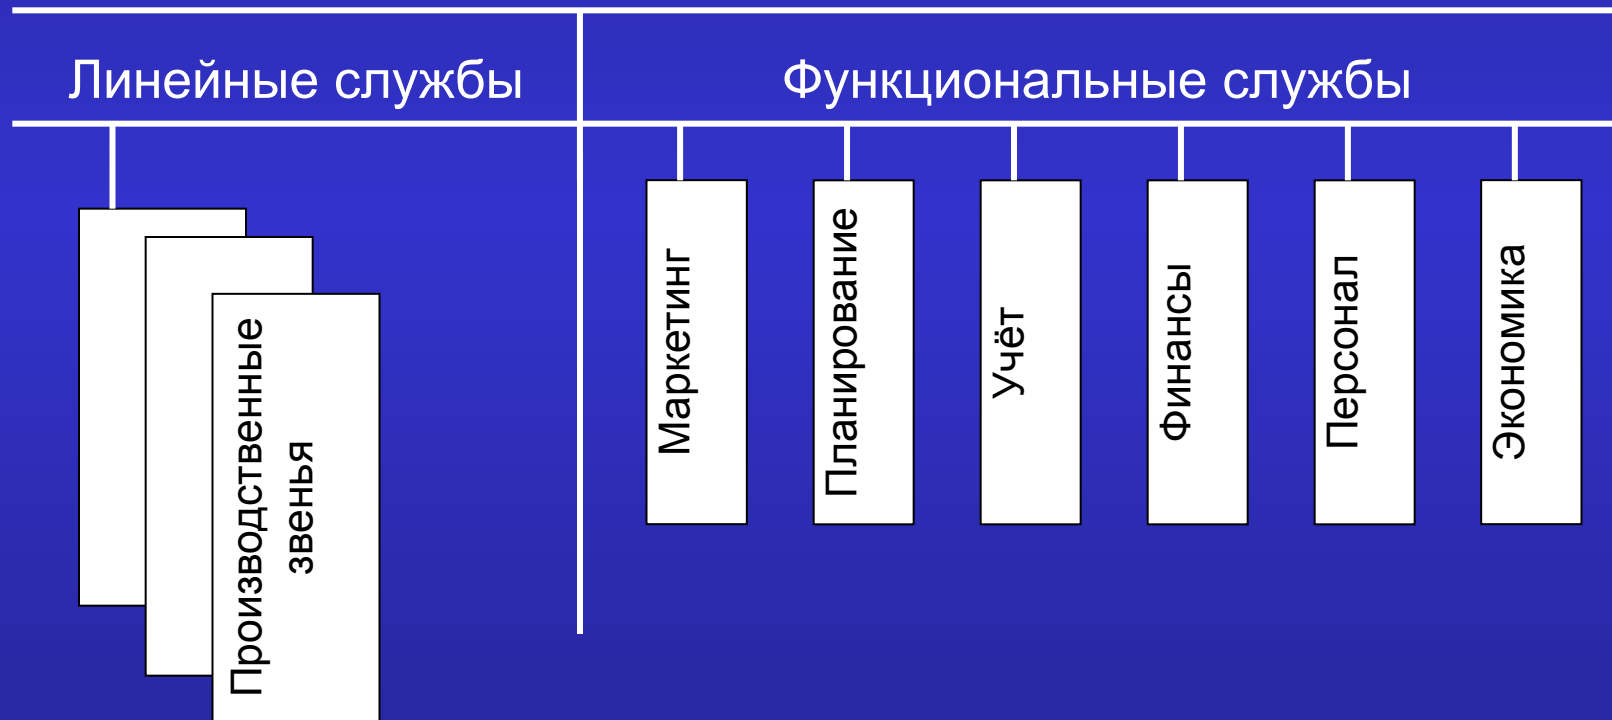 Линейные службы
Функциональные службы
Производственные
звенья
Маркетинг
Планирование
Учёт
Финансы
Персонал
Экономика